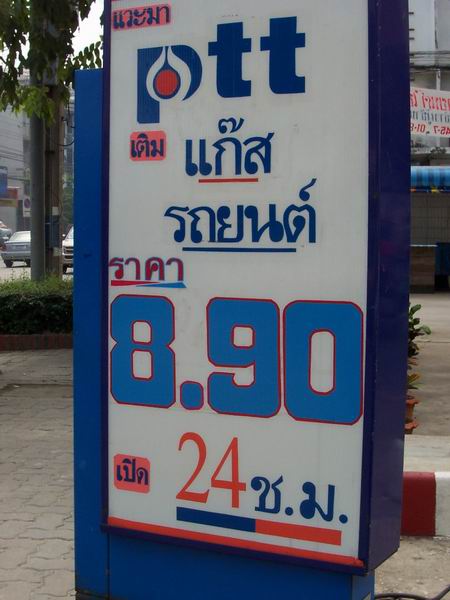 แวะมา
ptt
เติม แก๊ส
รถยนต์
ราคา
8.90
เปิด 24 ช.ม.